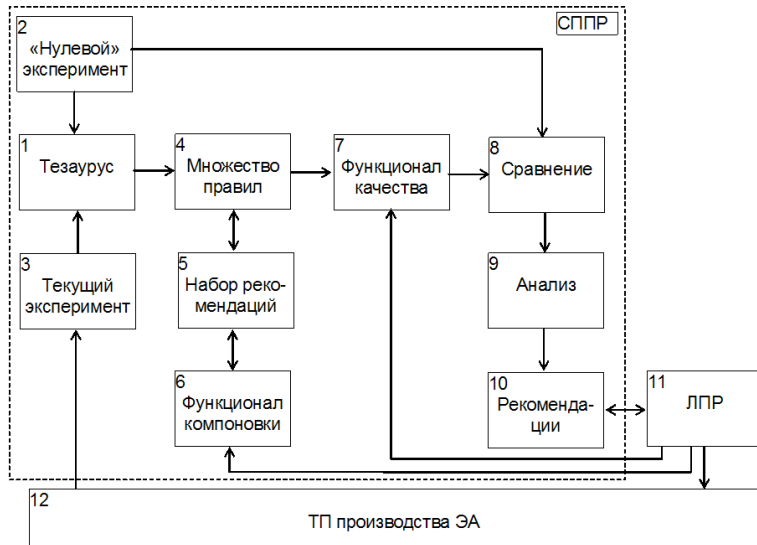 СППР
2
«Нулевой»
эксперимент
1
Тезаурус
4
Множество
правил
7
Функционал
качества
8
Сравнение
3
Текущий
эксперимент
5
Набор реко-
мендаций
9
Анализ
6
Функционал
компоновки
10
Рекоменда-
ции
11
ЛПР
12
ТП производства ЭА